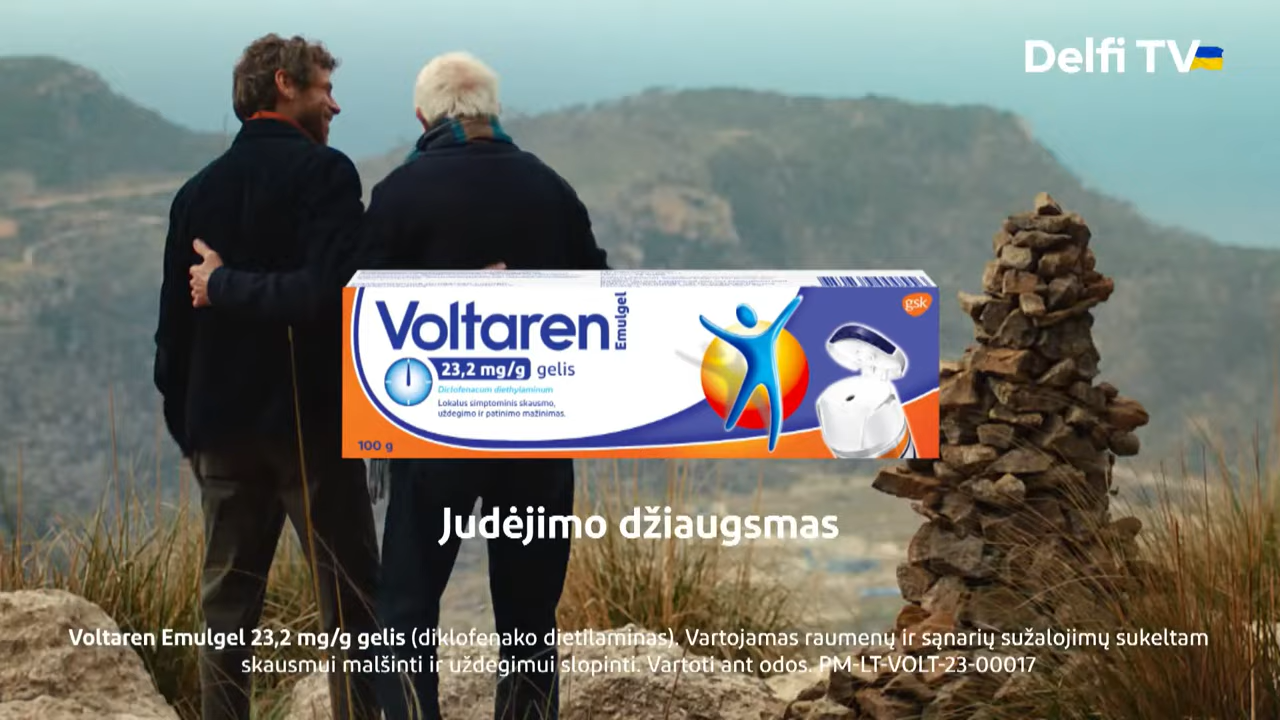 Delfi TV
Voltaren Emulgel
gsk
23,2 mg/g gelis
Diclofenacum diethylaminum
Lokalus simptominis skausmo,
uždegimo ir patinimo mažinimas.
100 g
Judėjimo džiaugsmas
Voltaren Emulgel 23,2 mg/g gelis (diklofenako dietilaminas). Vartojamas raumenų ir sąnarių sužalojimų sukeltam
skausmui malšinti ir uždegimui slopinti. Vartoti ant odos. PM-LT-VOLT-23-00017